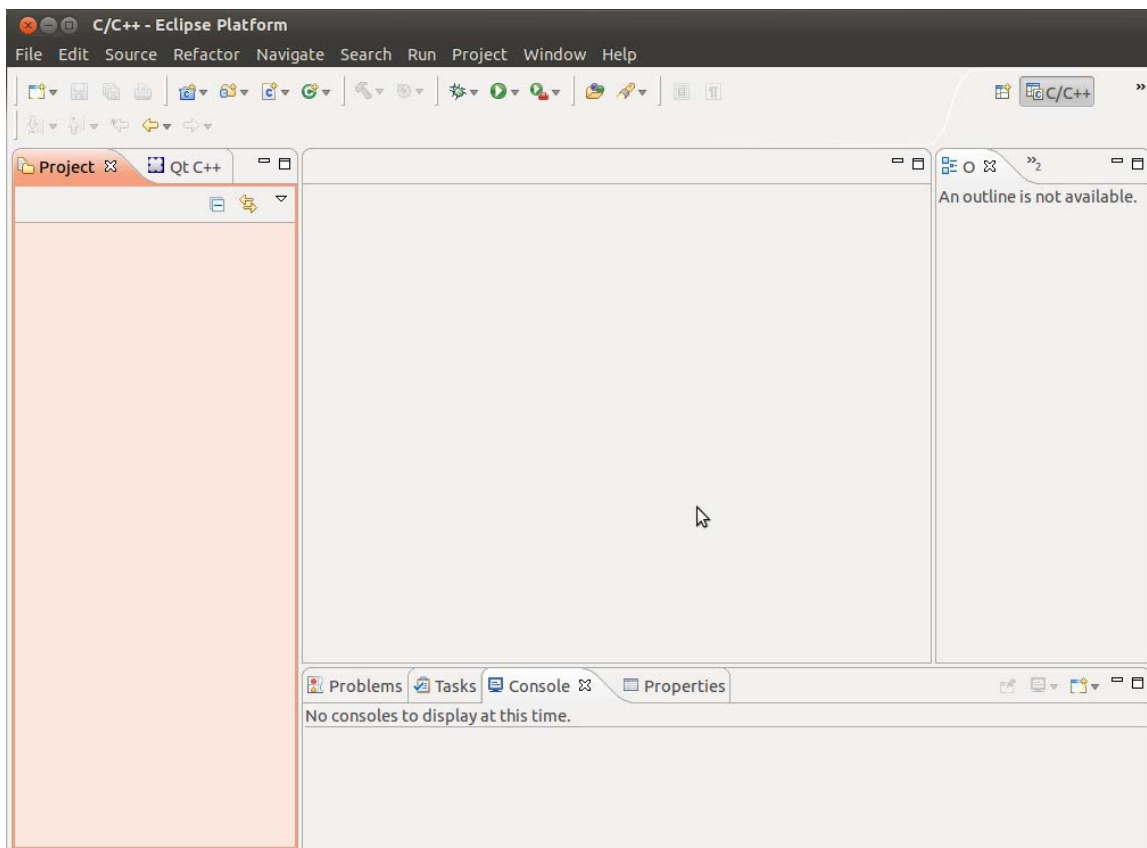 C/C++ - Eclipse Platform
File Edit Source Refactor Navigate Search Run Project Window Help
C/C++ »
Project Qt C++
O »2
An outline is not available.
Problems Tasks Console Properties
No consoles to display at this time.